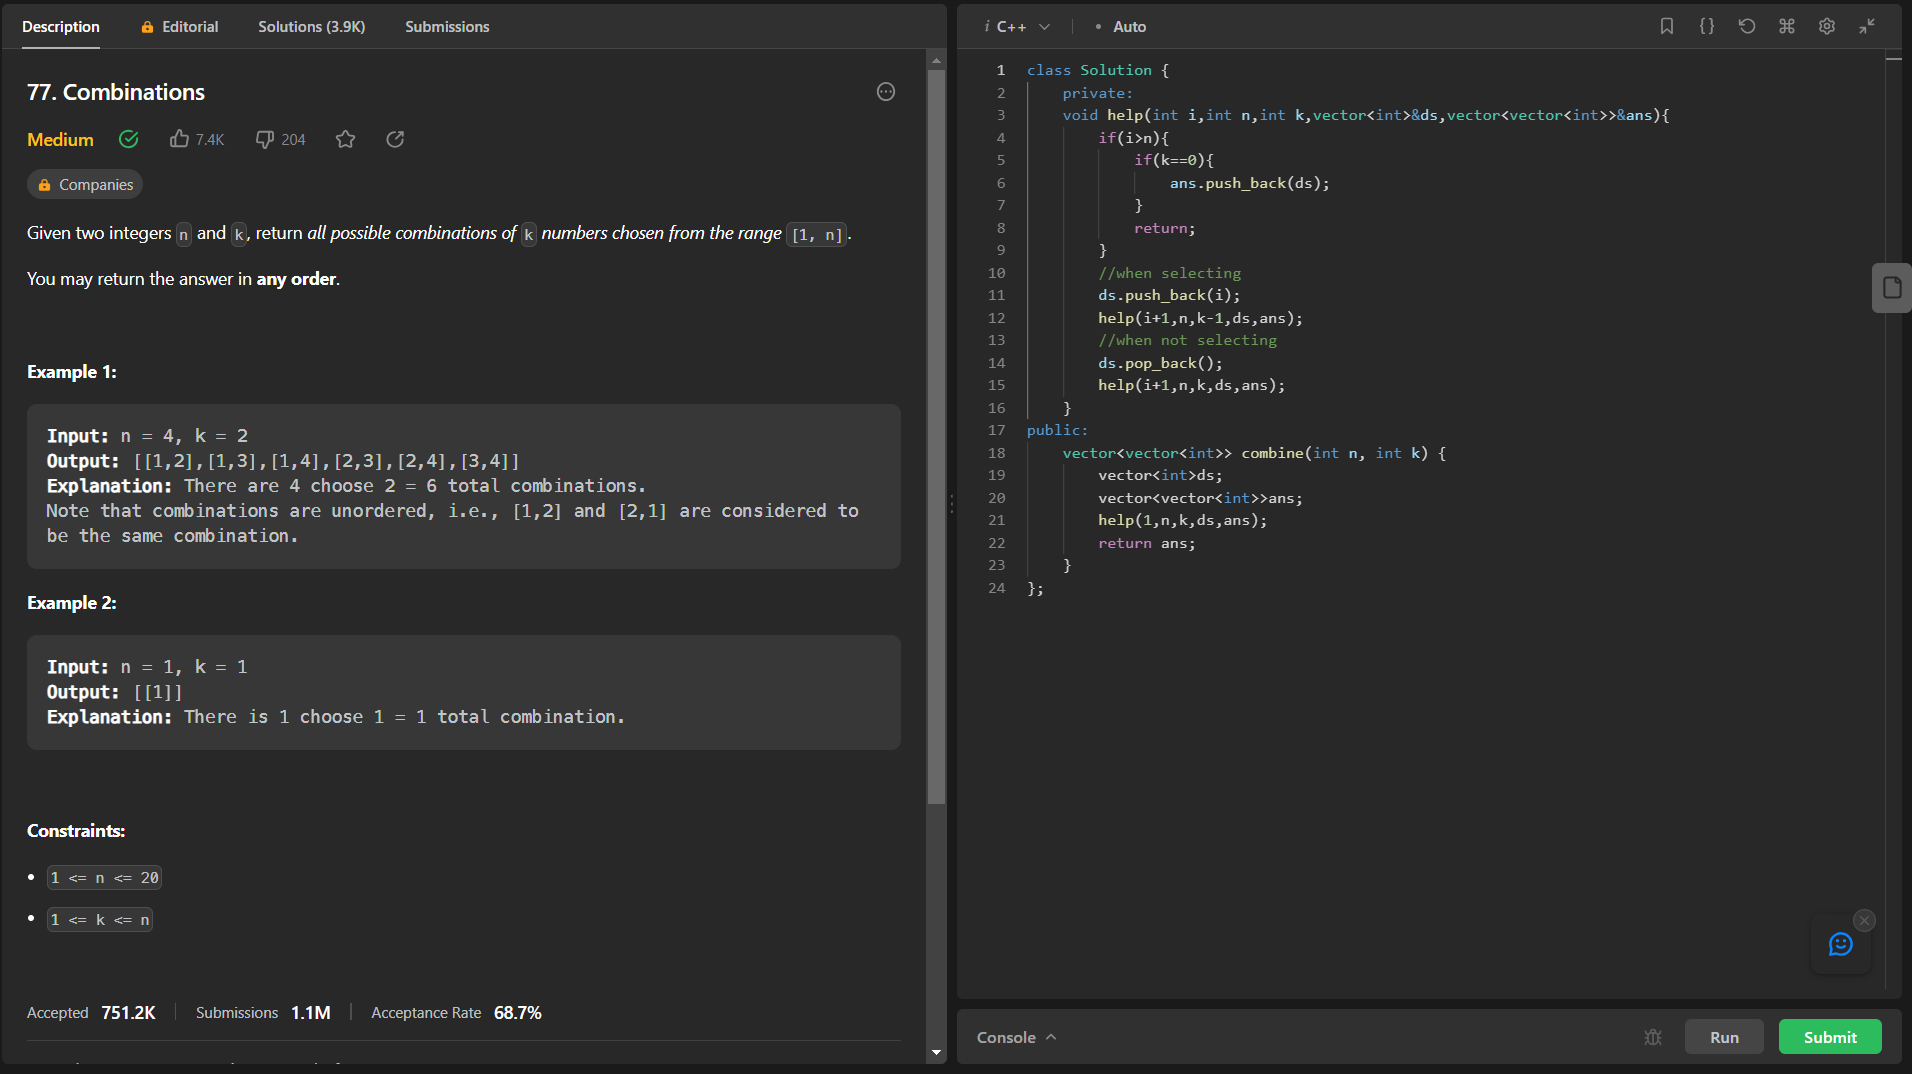 Description Editorial Solutions (3.9K) Submissions
77. Combinations
Medium 7.4K 204
Companies
Given two integers n and k, return all possible combinations of k numbers chosen from the range [1, n].
You may return the answer in any order.
Example 1:
Input: n = 4, k = 2
Output: [[1,2],[1,3],[1,4],[2,3],[2,4],[3,4]]
Explanation: There are 4 choose 2 = 6 total combinations.
Note that combinations are unordered, i.e., [1,2] and [2,1] are considered to
be the same combination.
Example 2:
Input: n = 1, k = 1
Output: [[1]]
Explanation: There is 1 choose 1 = 1 total combination.
Constraints:
• 1 <= n <= 20
• 1 <= k <= n
Accepted 751.2K Submissions 1.1M Acceptance Rate 68.7%
i C++ • Auto
1 class Solution {
2     private:
3     void help(int i,int n,int k,vector<int>&ds,vector<vector<int>>&ans){
4         if(i>n){
5             if(k==0){
6                 ans.push_back(ds);
7             }
8             return;
9         }
10         //when selecting
11         ds.push_back(i);
12         help(i+1,n,k-1,ds,ans);
13         //when not selecting
14         ds.pop_back();
15         help(i+1,n,k,ds,ans);
16     }
17 public:
18     vector<vector<int>> combine(int n, int k) {
19         vector<int>ds;
20         vector<vector<int>>ans;
21         help(1,n,k,ds,ans);
22         return ans;
23     }
24 };
Console Run Submit